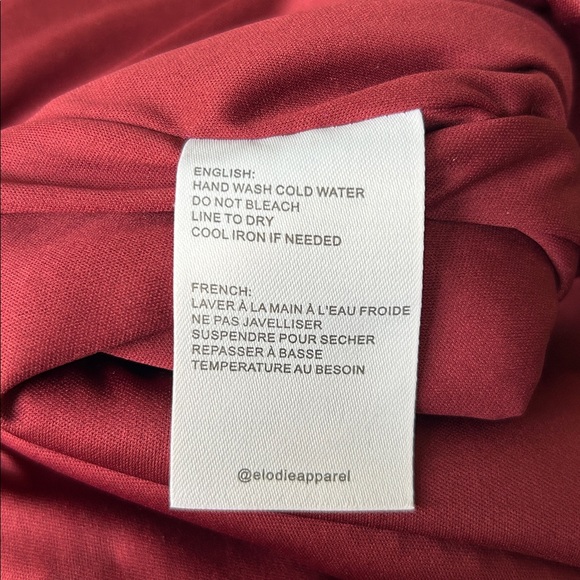 ENGLISH:
HAND WASH COLD WATER
DO NOT BLEACH
LINE TO DRY
COOL IRON IF NEEDED
FRENCH:
LAVER À LA MAIN À L'EAU FROIDE
NE PAS JAVELLISER
SUSPENDRE POUR SECHER
REPASSER À BASSE
TEMPERATURE AU BESOIN
@elodieapparel